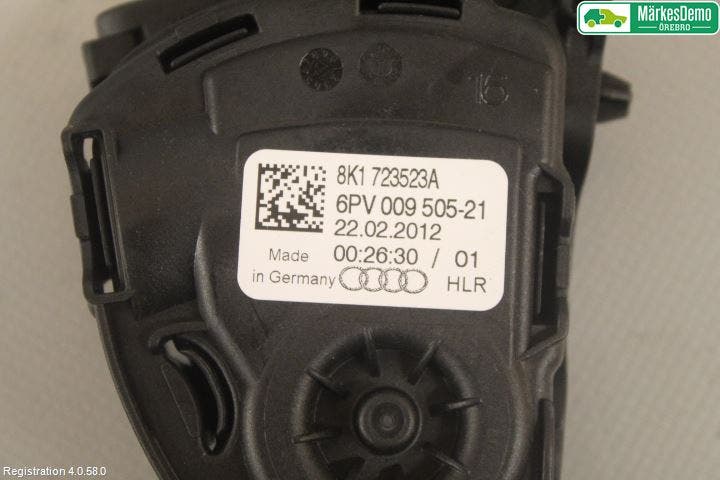 MärkesDemo
ÖREBRO
16
8K1 723523A
6PV 009 505-21
22.02.2012
Made 00:26:30 / 01
in Germany HLR
Registration 4.0.58.0